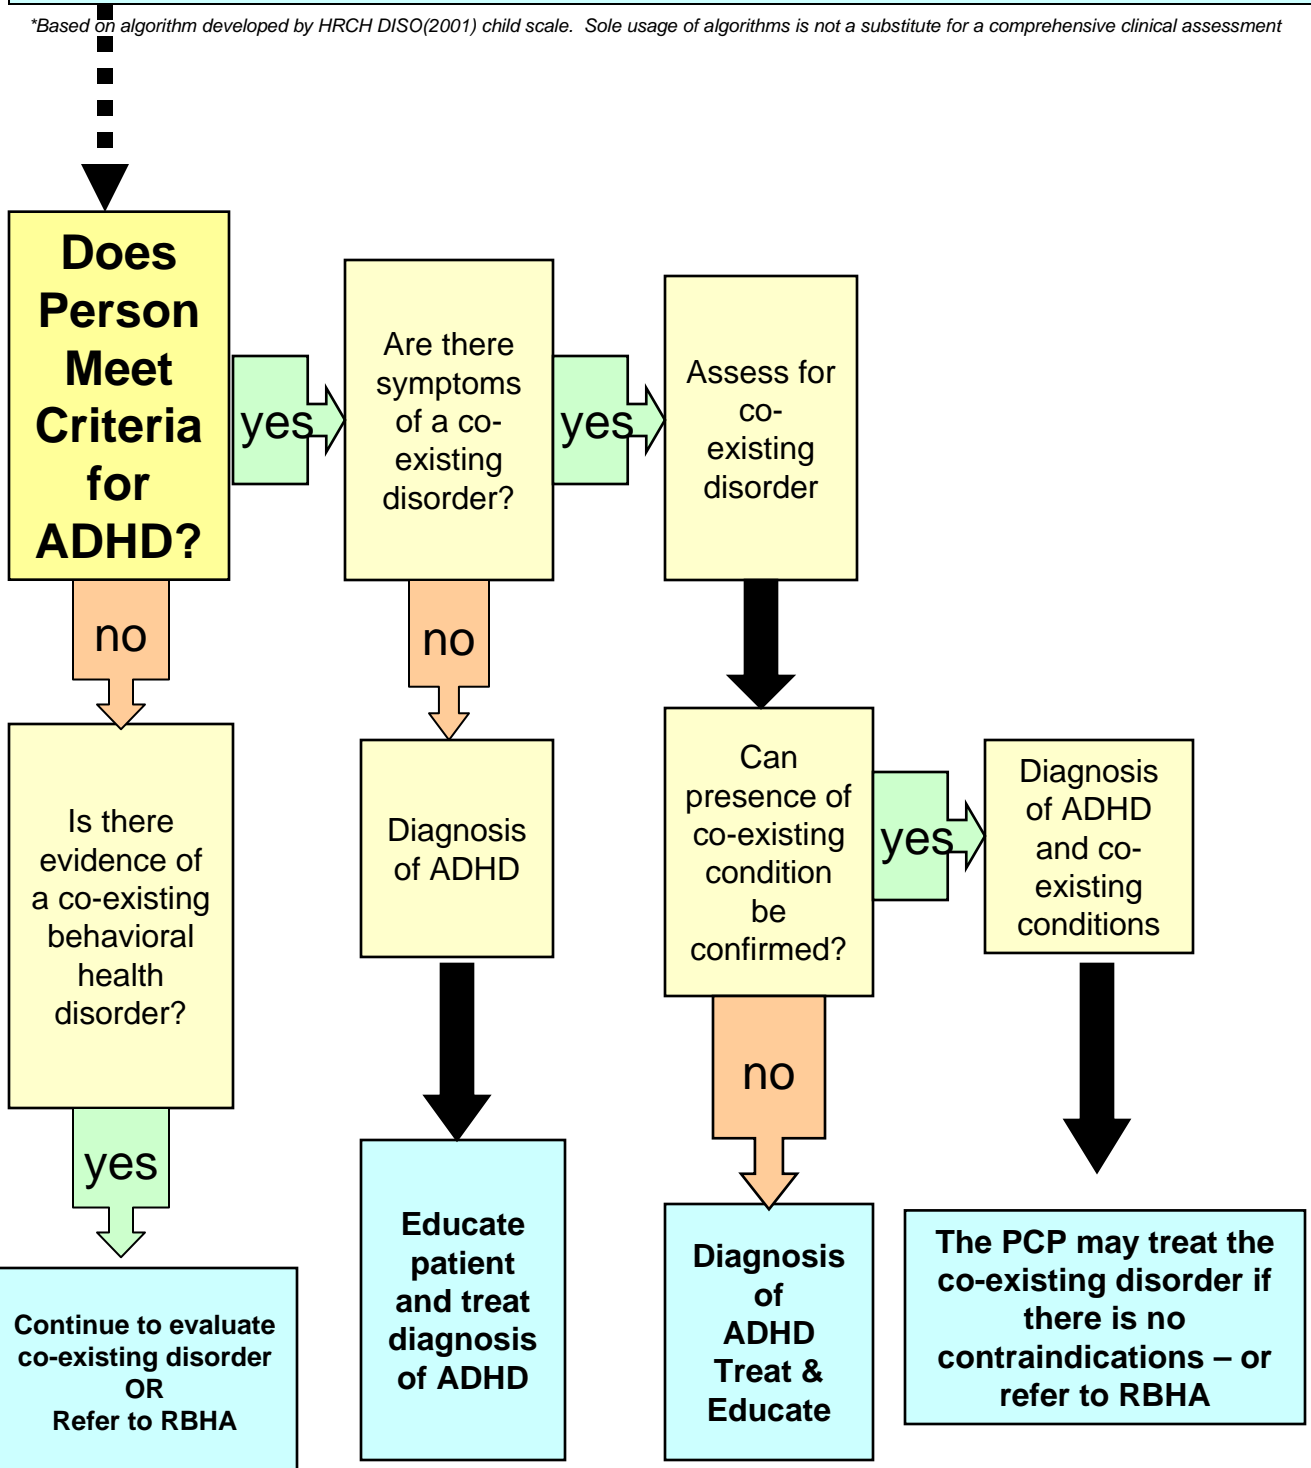 *Based on algorithm developed by HRCH DISO(2001) child scale.  Sole usage of algorithms is not a substitute for a comprehensive clinical assessment
Does
Person
Meet
Criteria
for
ADHD?
yes
Are there
symptoms
of a co-
existing
disorder?
yes
Assess for
co-
existing
disorder
no
no
Is there
evidence of
a co-existing
behavioral
health
disorder?
Diagnosis
of ADHD
Can
presence of
co-existing
condition
be
confirmed?
yes
Diagnosis
of ADHD
and co-
existing
conditions
yes
no
Continue to evaluate
co-existing disorder
OR
Refer to RBHA
Educate
patient
and treat
diagnosis
of ADHD
Diagnosis
of
ADHD
Treat &
Educate
The PCP may treat the
co-existing disorder if
there is no
contraindications – or
refer to RBHA